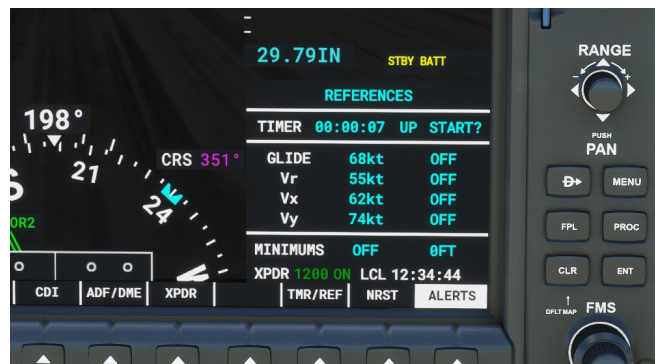 29.79IN
STBY BATT
REFERENCES
TIMER 00:00:07 UP START?
GLIDE 68kt OFF
Vr 55kt OFF
Vx 62kt OFF
Vy 74kt OFF
MINIMUMS OFF 0FT
XPDR 1200 ON LCL 12:34:44
198°
CRS 351°
21
24
S
W
OR2
CDI ADF/DME XPDR TMR/REF NRST ALERTS
RANGE
- +
PUSH
PAN
D MENU
FPL PROC
CLR ENT
DFLT MAP FMS